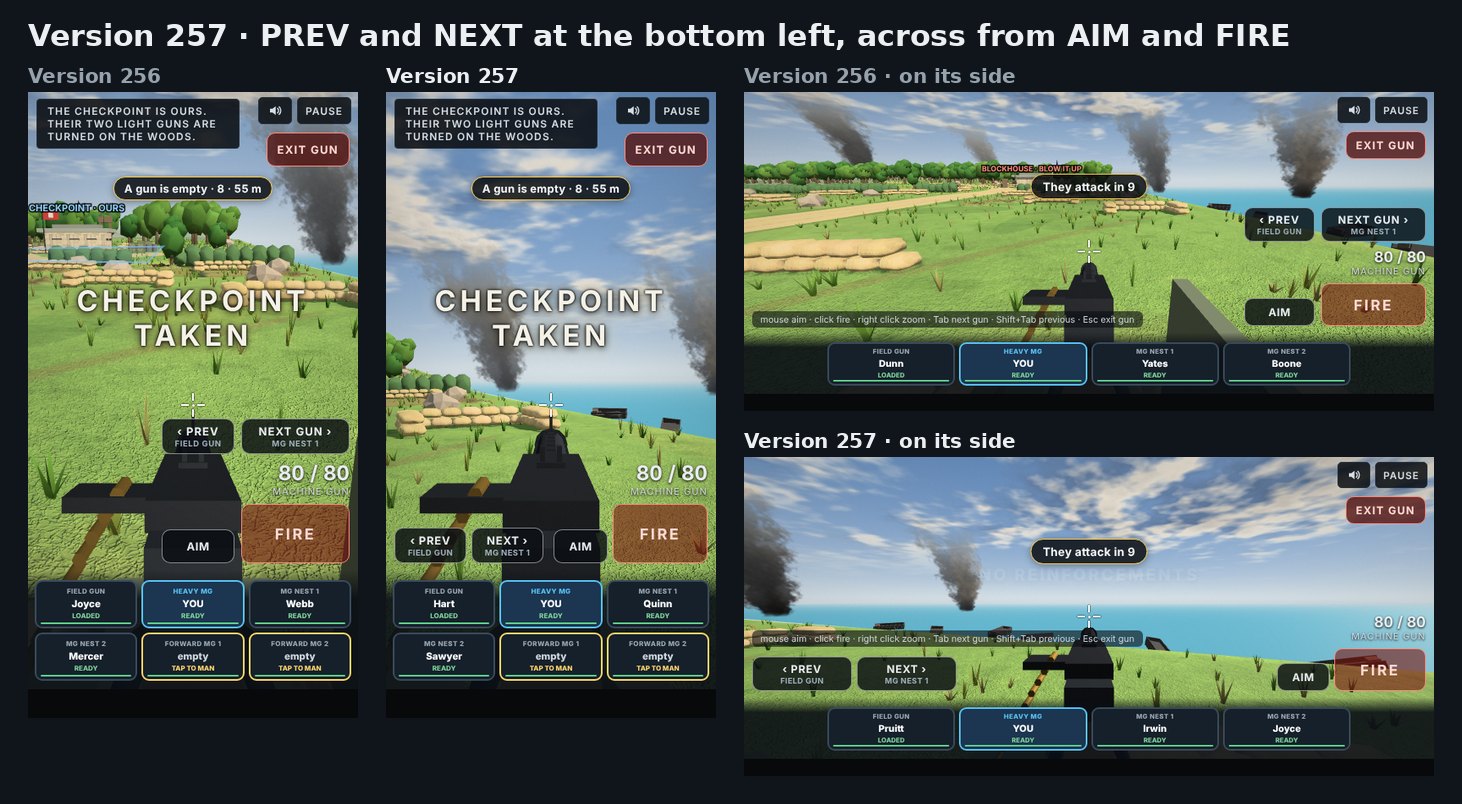 Version 257 · PREV and NEXT at the bottom left, across from AIM and FIRE
Version 256
THE CHECKPOINT IS OURS.
THEIR TWO LIGHT GUNS ARE
TURNED ON THE WOODS.
PAUSE
EXIT GUN
A gun is empty · 8 · 55 m
CHECKPOINT · OURS
CHECKPOINT
TAKEN
‹ PREV
FIELD GUN
NEXT GUN ›
MG NEST 1
80 / 80
MACHINE GUN
AIM
FIRE
FIELD GUN
Joyce
LOADED
HEAVY MG
YOU
READY
MG NEST 1
Webb
READY
MG NEST 2
Mercer
READY
FORWARD MG 1
empty
TAP TO MAN
FORWARD MG 2
empty
TAP TO MAN
Version 257
THE CHECKPOINT IS OURS.
THEIR TWO LIGHT GUNS ARE
TURNED ON THE WOODS.
PAUSE
EXIT GUN
A gun is empty · 8 · 55 m
CHECKPOINT
TAKEN
80 / 80
MACHINE GUN
‹ PREV
FIELD GUN
NEXT ›
MG NEST 1
AIM
FIRE
FIELD GUN
Hart
LOADED
HEAVY MG
YOU
READY
MG NEST 1
Quinn
READY
MG NEST 2
Sawyer
READY
FORWARD MG 1
empty
TAP TO MAN
FORWARD MG 2
empty
TAP TO MAN
Version 256 · on its side
PAUSE
EXIT GUN
BLOCKHOUSE · BLOW IT UP
They attack in 9
‹ PREV
FIELD GUN
NEXT GUN ›
MG NEST 1
80 / 80
MACHINE GUN
AIM
FIRE
mouse aim · click fire · right click zoom · Tab next gun · Shift+Tab previous · Esc exit gun
FIELD GUN
Dunn
LOADED
HEAVY MG
YOU
READY
MG NEST 1
Yates
READY
MG NEST 2
Boone
READY
Version 257 · on its side
PAUSE
EXIT GUN
They attack in 9
NO REINFORCEMENTS
80 / 80
MACHINE GUN
mouse aim · click fire · right click zoom · Tab next gun · Shift+Tab previous · Esc exit gun
‹ PREV
FIELD GUN
NEXT ›
MG NEST 1
AIM
FIRE
FIELD GUN
Pruitt
LOADED
HEAVY MG
YOU
READY
MG NEST 1
Irwin
READY
MG NEST 2
Joyce
READY